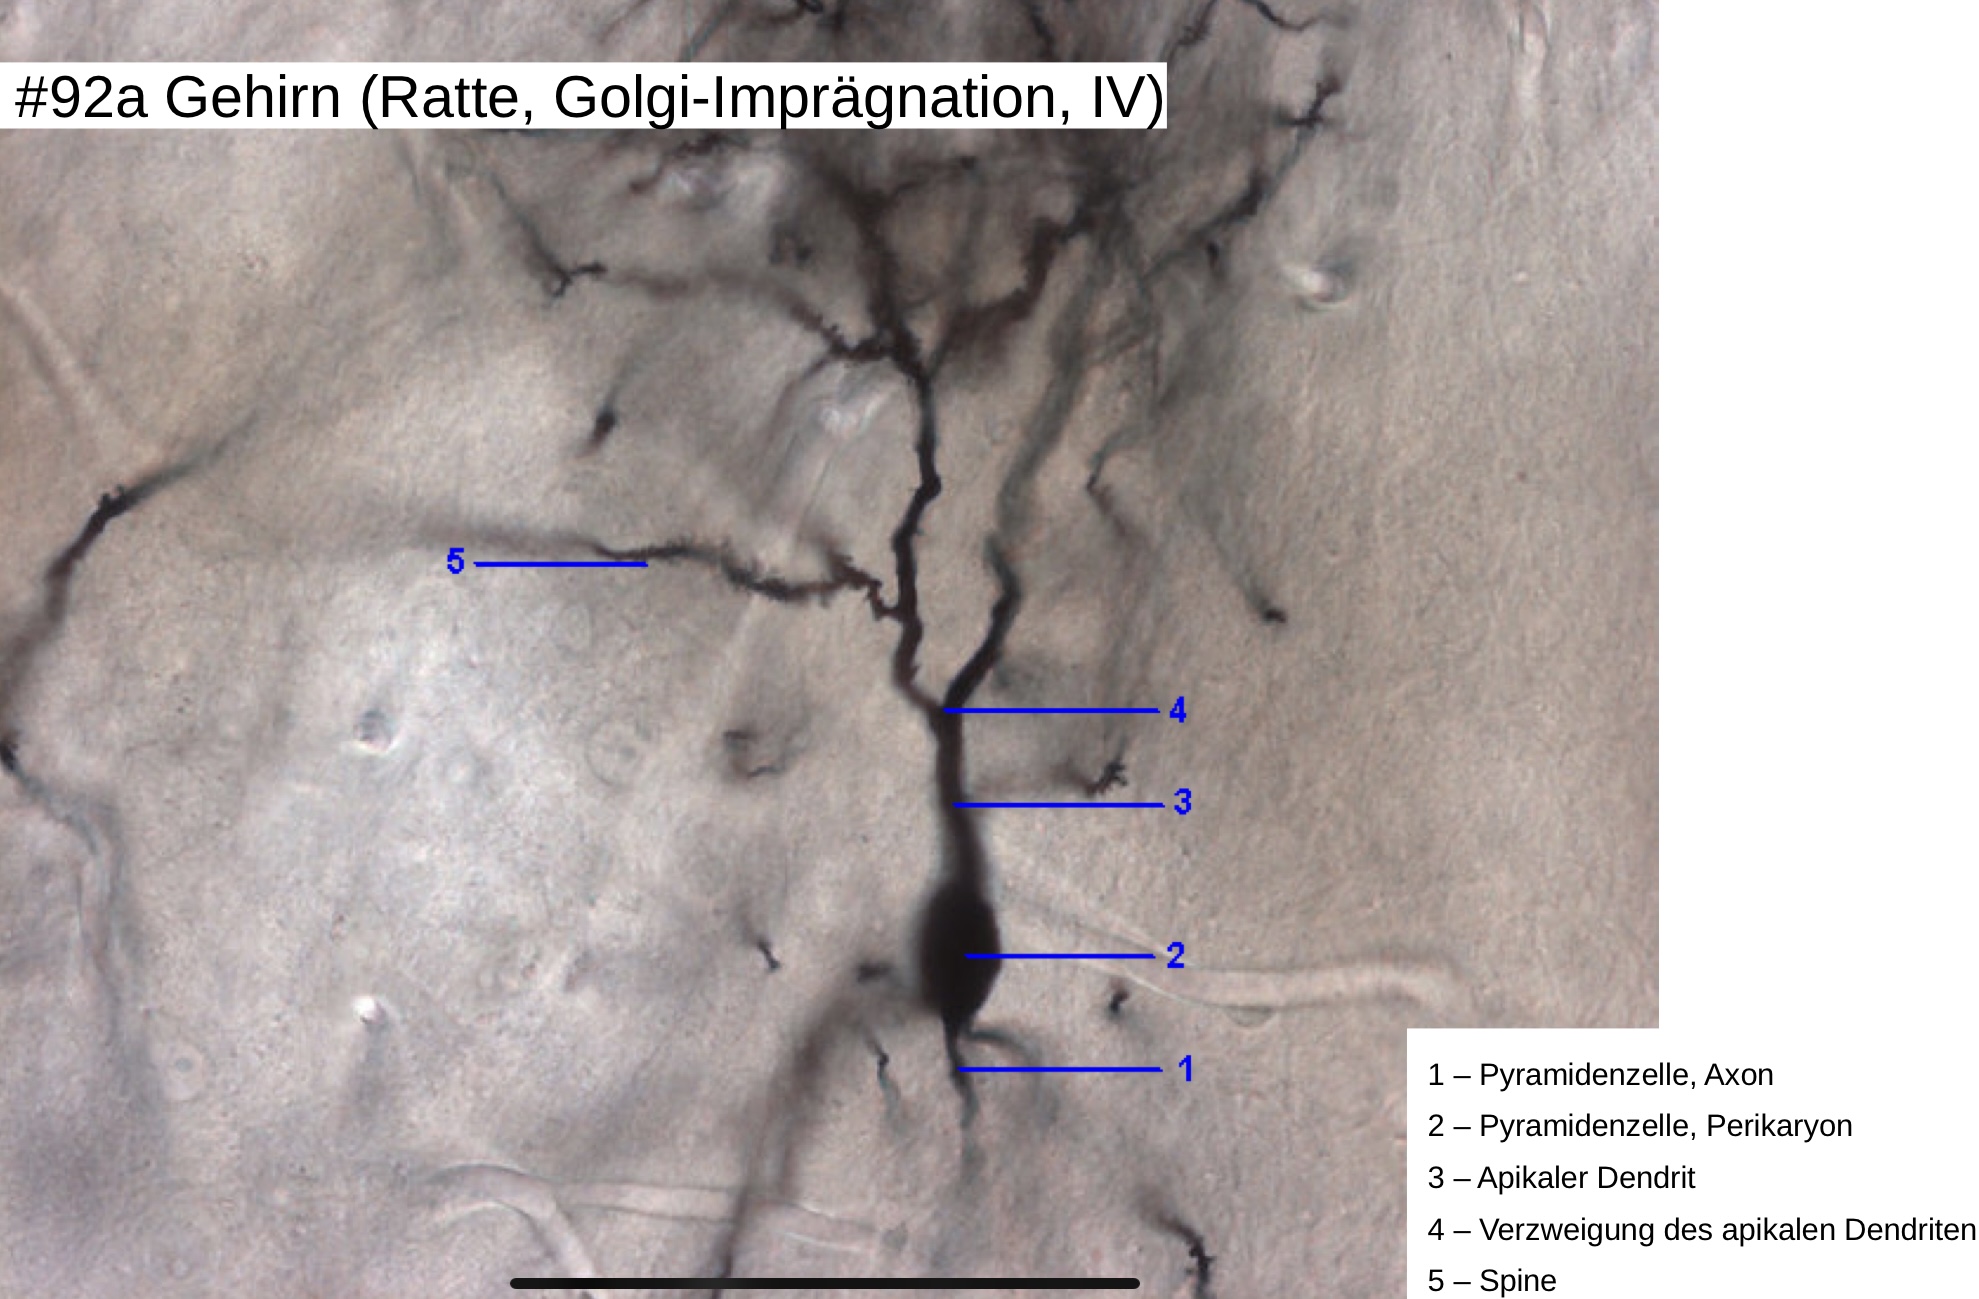 #92a Gehirn (Ratte, Golgi-Imprägnation, IV)
5
4
3
2
1
1 – Pyramidenzelle, Axon
2 – Pyramidenzelle, Perikaryon
3 – Apikaler Dendrit
4 – Verzweigung des apikalen Dendriten
5 – Spine